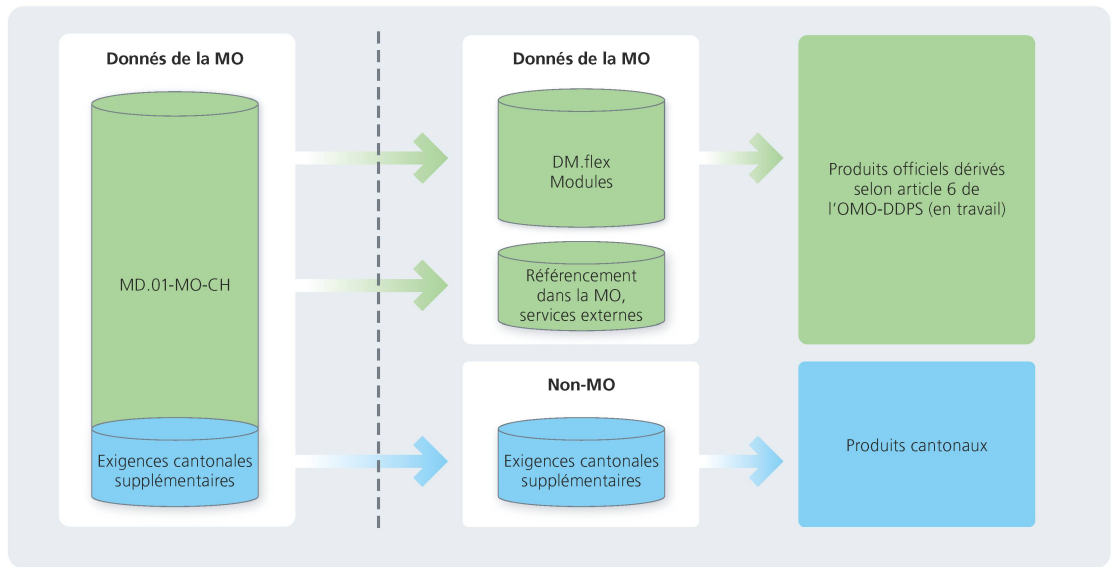 Donnés de la MO
MD.01-MO-CH
Exigences cantonales
supplémentaires
Donnés de la MO
DM.flex
Modules
Référencement
dans la MO,
services externes
Non-MO
Exigences cantonales
supplémentaires
Produits officiels dérivés
selon article 6 de
l'OMO-DDPS (en travail)
Produits cantonaux